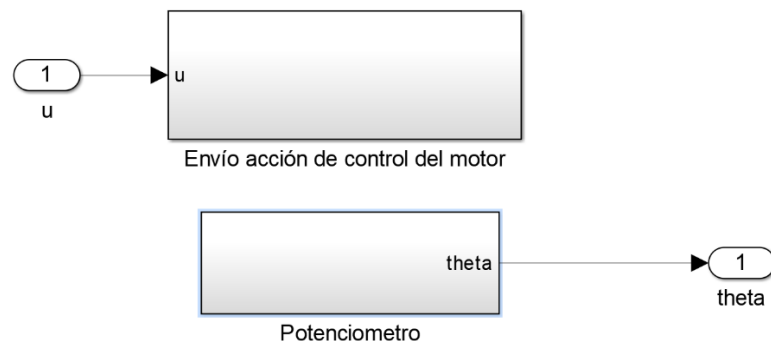 1
u
u
Envío acción de control del motor
theta
1
theta
Potenciometro